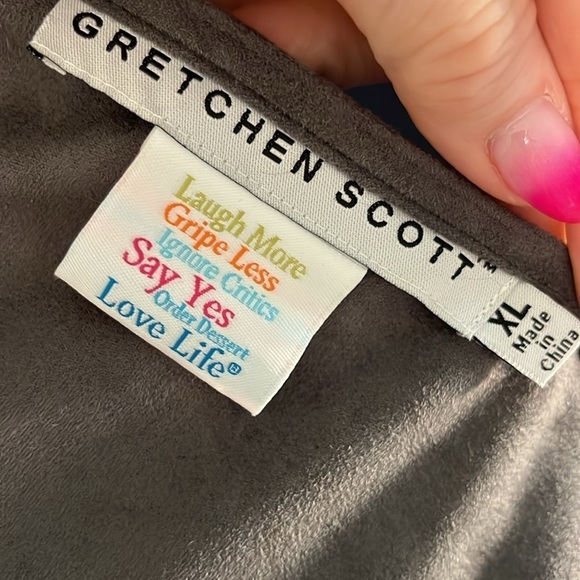 GRETCHEN SCOTT™
Laugh More
Gripe Less
Ignore Critics
Say Yes
Order Dessert
Love Life®
XL
Made
in
China